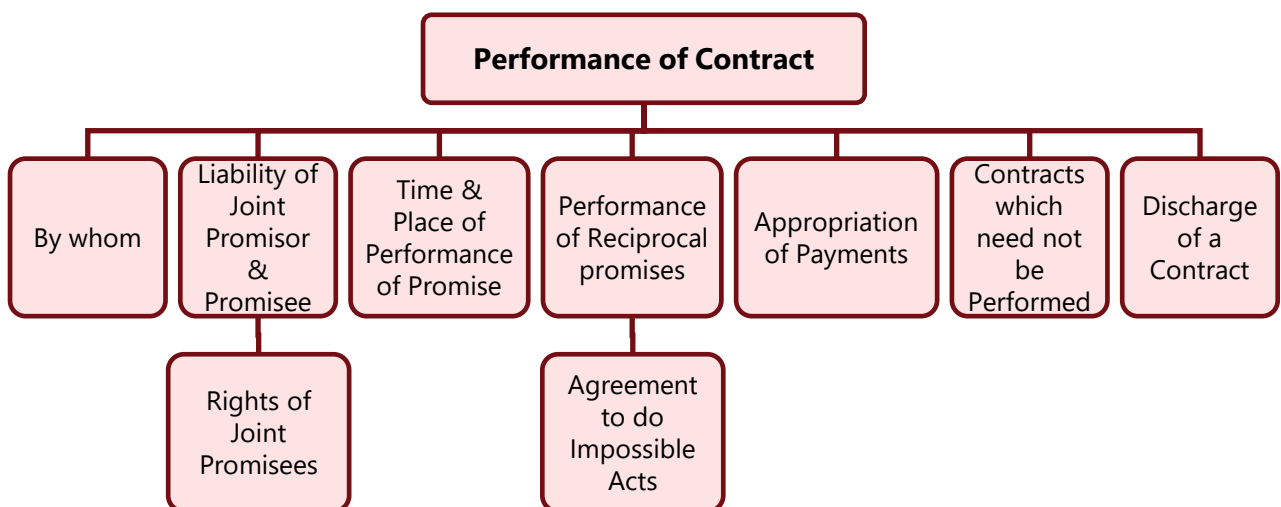 Performance of Contract
By whom
Liability of
Joint
Promisor
&
Promisee
Time &
Place of
Performance
of Promise
Performance
of Reciprocal
promises
Appropriation
of Payments
Contracts
which
need not
be
Performed
Discharge
of a
Contract
Rights of
Joint
Promisees
Agreement
to do
Impossible
Acts